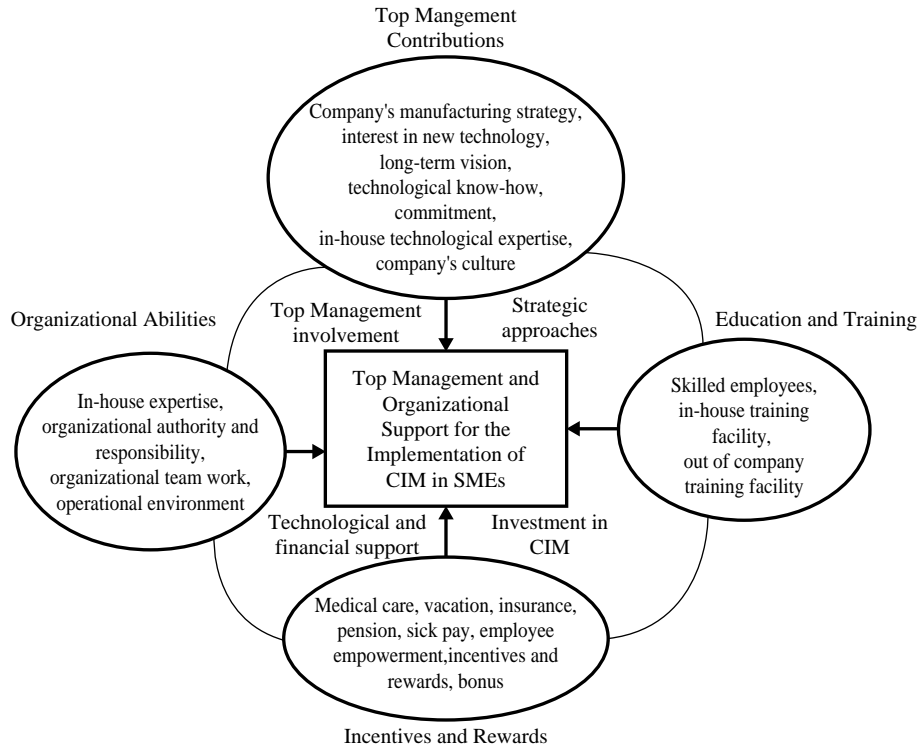 Top Mangement
Contributions
Company's manufacturing strategy,
interest in new technology,
long-term vision,
technological know-how,
commitment,
in-house technological expertise,
company's culture
Organizational Abilities
Top Management
involvement
Strategic
approaches
Education and Training
In-house expertise,
organizational authority and
responsibility,
organizational team work,
operational environment
Top Management and
Organizational
Support for the
Implementation of
CIM in SMEs
Skilled employees,
in-house training
facility,
out of company
training facility
Technological and
financial support
Investment in
CIM
Medical care, vacation, insurance,
pension, sick pay, employee
empowerment,incentives and
rewards, bonus
Incentives and Rewards